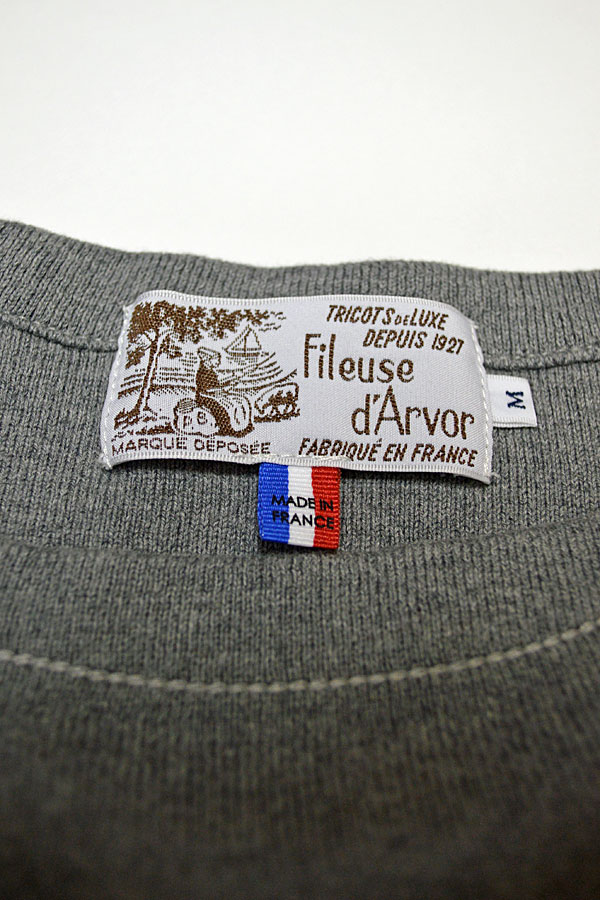 TRICOTS DE LUXE
DEPUIS 1927
Fileuse
d'Arvor
P B
MARQUE DÉPOSÉE
FABRIQUÉ EN FRANCE
M
MADE IN
FRANCE